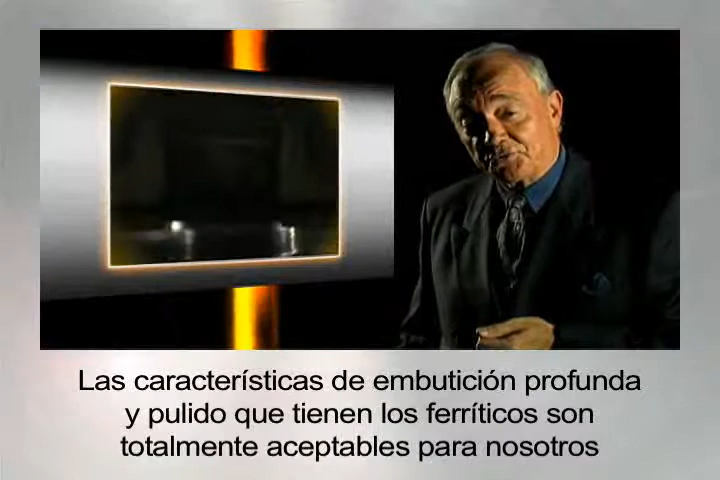 Las características de embutición profunda
y pulido que tienen los ferríticos son
totalmente aceptables para nosotros